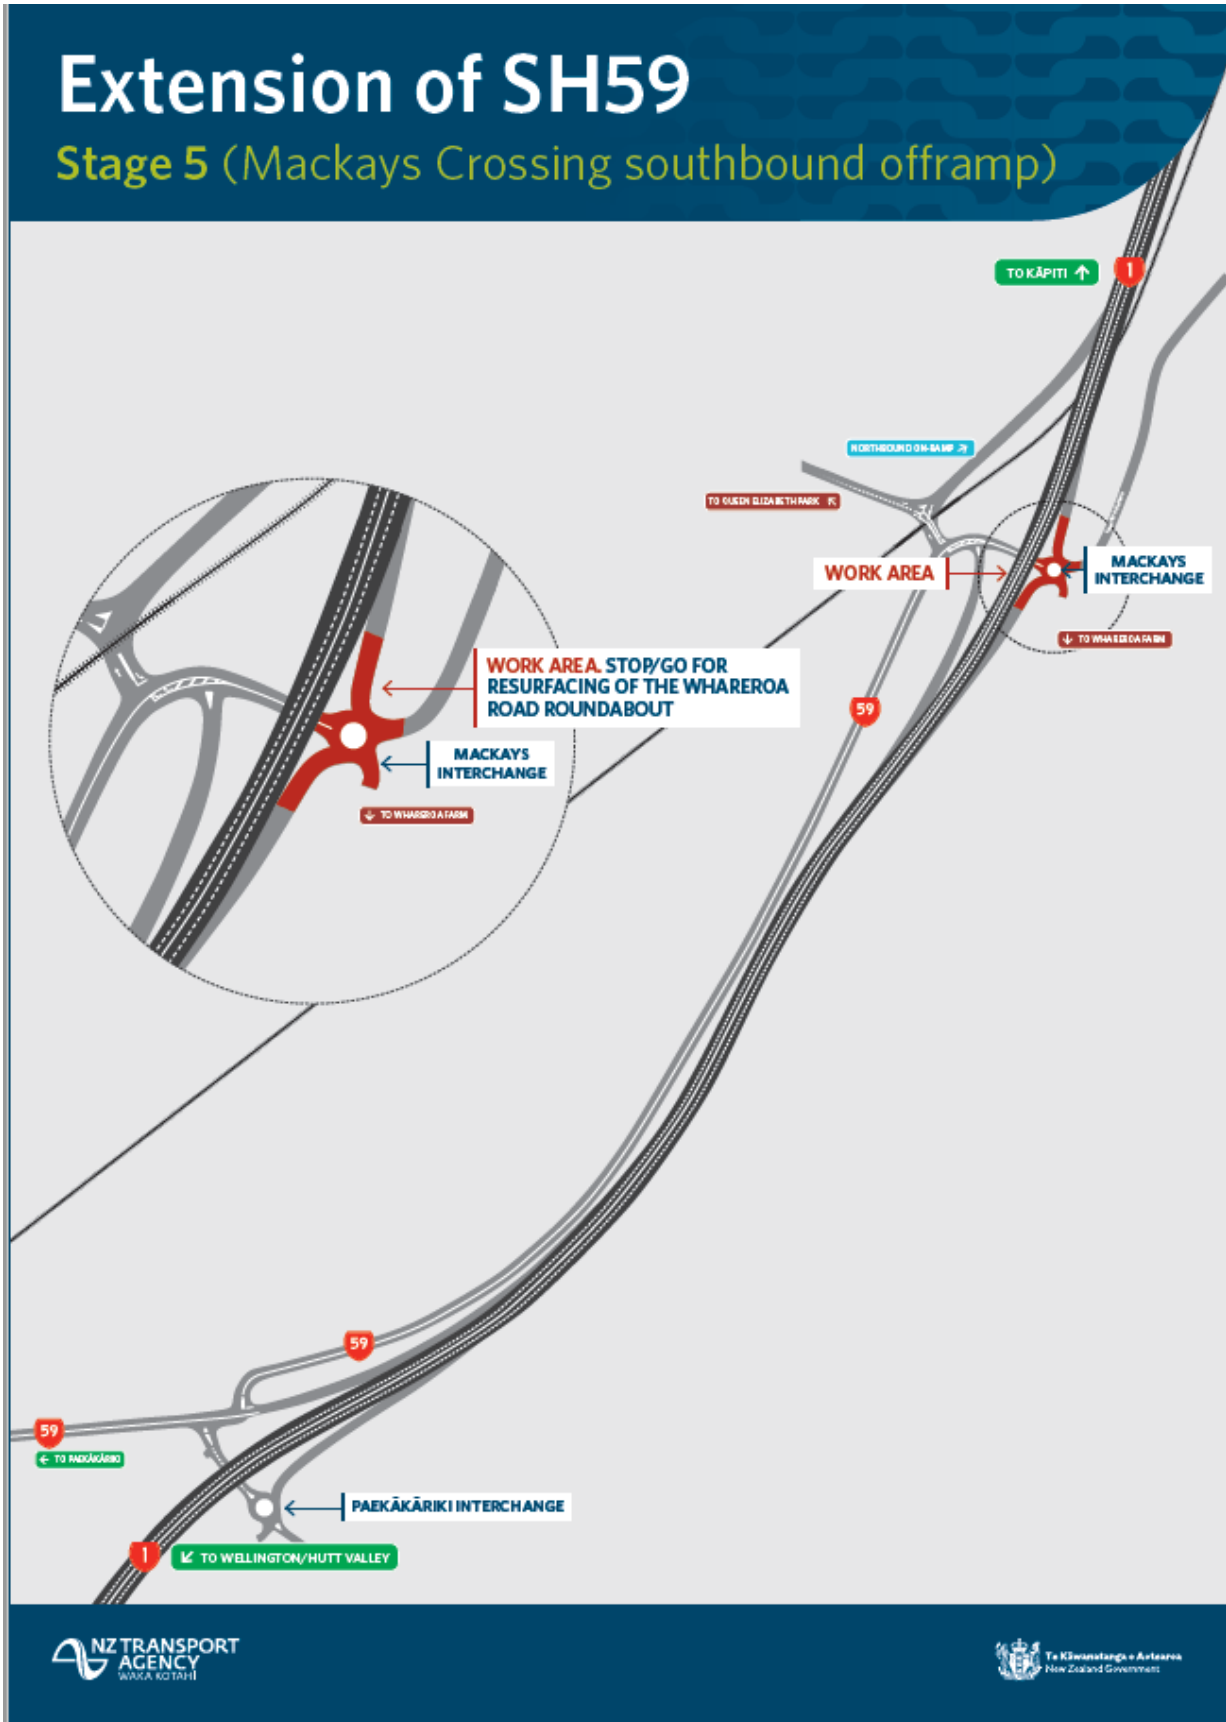 Extension of SH59
Stage 5 (Mackays Crossing southbound offramp)
TO KĀPITI ↑
1
NORTHBOUND ON-RAMP
TO QUEEN ELIZABETH PARK
WORK AREA
MACKAYS
INTERCHANGE
↓ TO WHAREROA FARM
WORK AREA. STOP/GO FOR
RESURFACING OF THE WHAREROA
ROAD ROUNDABOUT
59
MACKAYS
INTERCHANGE
↓ TO WHAREROA FARM
59
59
← TO PAEKĀKĀRIKI
PAEKĀKĀRIKI INTERCHANGE
1
↙ TO WELLINGTON/HUTT VALLEY
NZ TRANSPORT
AGENCY
WAKA KOTAHI
Te Kāwanatanga o Aotearoa
New Zealand Government